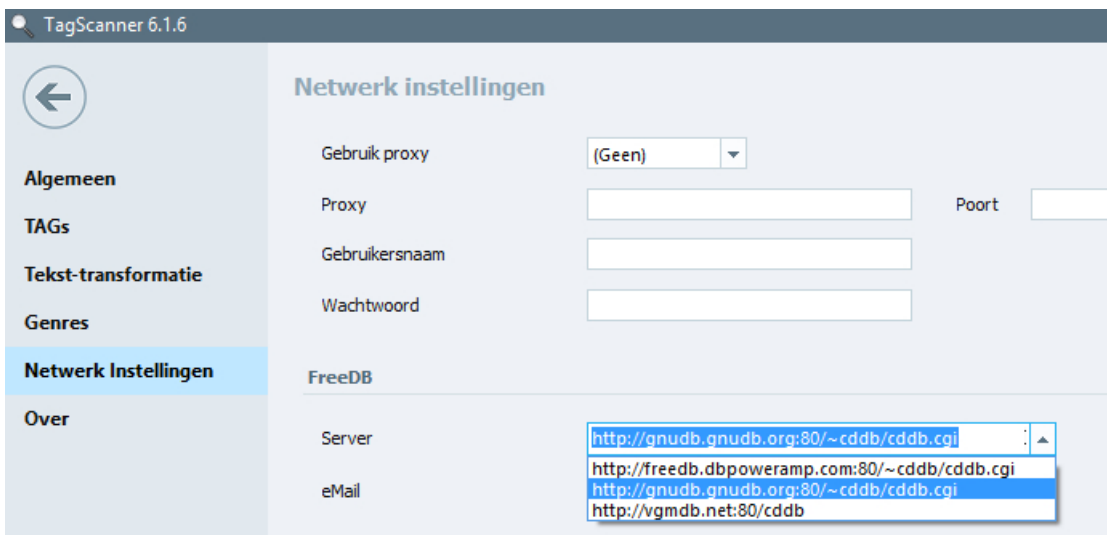 TagScanner 6.1.6
Netwerk instellingen
Gebruik proxy (Geen)
Algemeen
Proxy Poort
TAGs
Gebruikersnaam
Tekst-transformatie
Wachtwoord
Genres
Netwerk Instellingen
FreeDB
Over
Server http://gnudb.gnudb.org:80/~cddb/cddb.cgi
http://freedb.dbpoweramp.com:80/~cddb/cddb.cgi
eMail http://gnudb.gnudb.org:80/~cddb/cddb.cgi
http://vgmdb.net:80/cddb